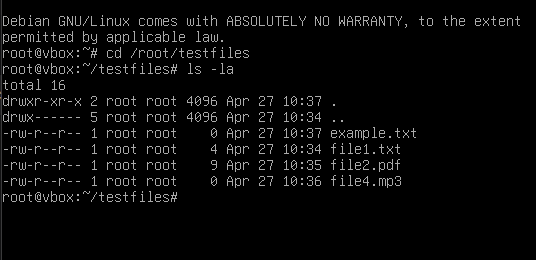 Debian GNU/Linux comes with ABSOLUTELY NO WARRANTY, to the extent
permitted by applicable law.
root@vbox:~# cd /root/testfiles
root@vbox:~/testfiles# ls -la
total 16
drwxr-xr-x 2 root root 4096 Apr 27 10:37 .
drwx------ 5 root root 4096 Apr 27 10:34 ..
-rw-r--r-- 1 root root    0 Apr 27 10:37 example.txt
-rw-r--r-- 1 root root    4 Apr 27 10:34 file1.txt
-rw-r--r-- 1 root root    9 Apr 27 10:35 file2.pdf
-rw-r--r-- 1 root root    0 Apr 27 10:36 file4.mp3
root@vbox:~/testfiles#